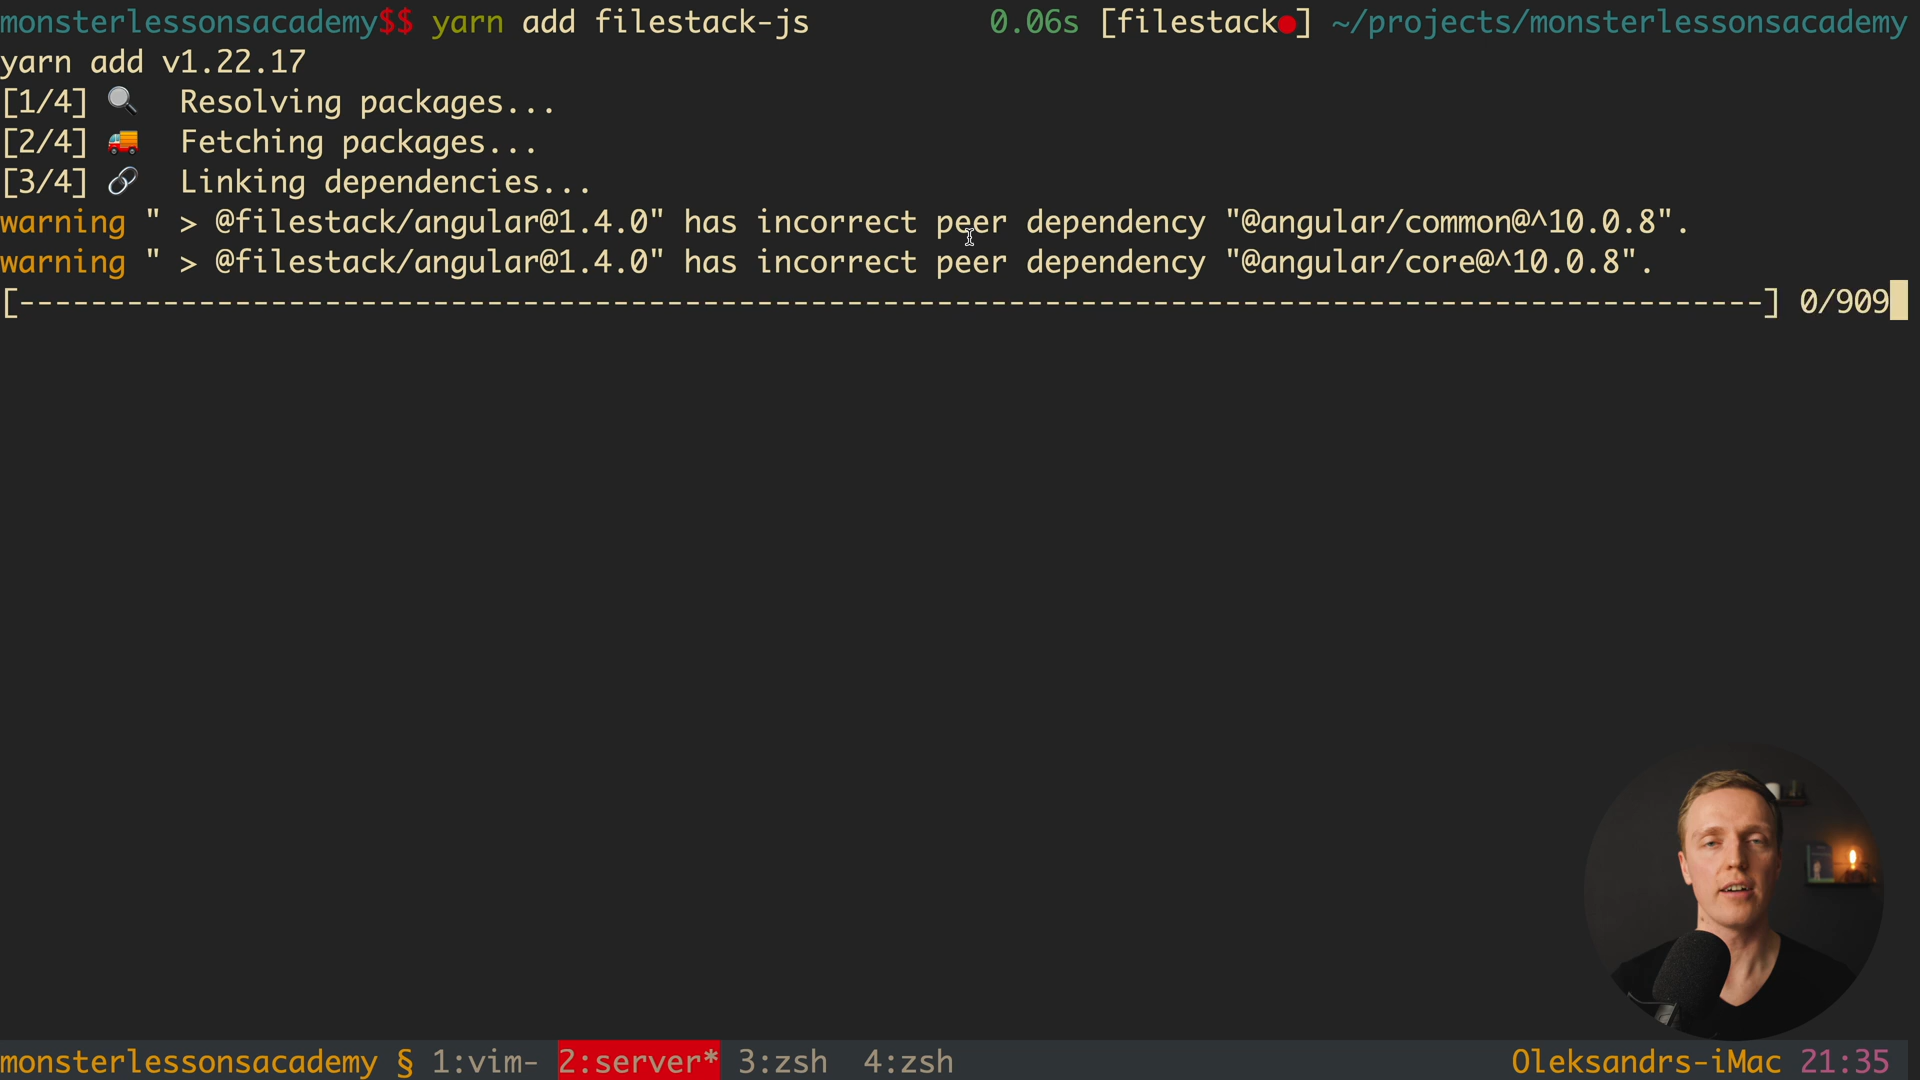 monsterlessonsacademy$$ yarn add filestack-js 0.06s [filestack●] ~/projects/monsterlessonsacademy
yarn add v1.22.17
[1/4] 🔍 Resolving packages...
[2/4] 🚚 Fetching packages...
[3/4] 🔗 Linking dependencies...
warning " > @filestack/angular@1.4.0" has incorrect peer dependency "@angular/common@^10.0.8".
warning " > @filestack/angular@1.4.0" has incorrect peer dependency "@angular/core@^10.0.8".
[-------------------------------------------------------------------------------------------------] 0/909
monsterlessonsacademy § 1:vim- 2:server* 3:zsh 4:zsh Oleksandrs-iMac 21:35